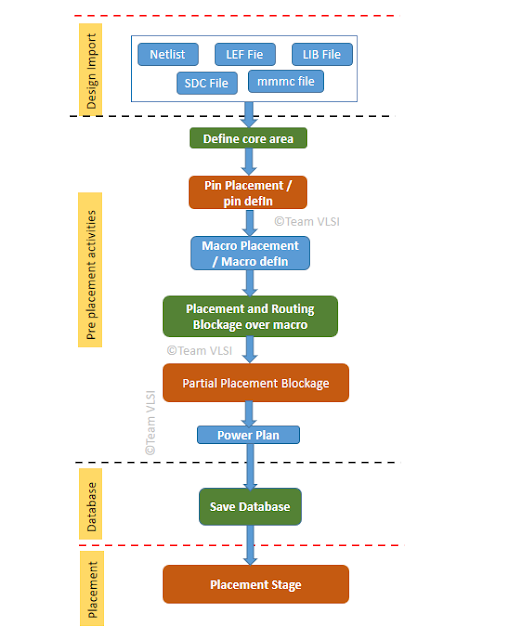 Design Import
Netlist
LEF Fie
LIB File
SDC File
mmmc file
Define core area
Pin Placement /
pin defIn
©Team VLSI
Macro Placement
/ Macro defIn
Pre placement activities
Placement and Routing
Blockage over macro
©Team VLSI
Partial Placement Blockage
©Team VLSI
Power Plan
Database
Save Database
Placement
Placement Stage